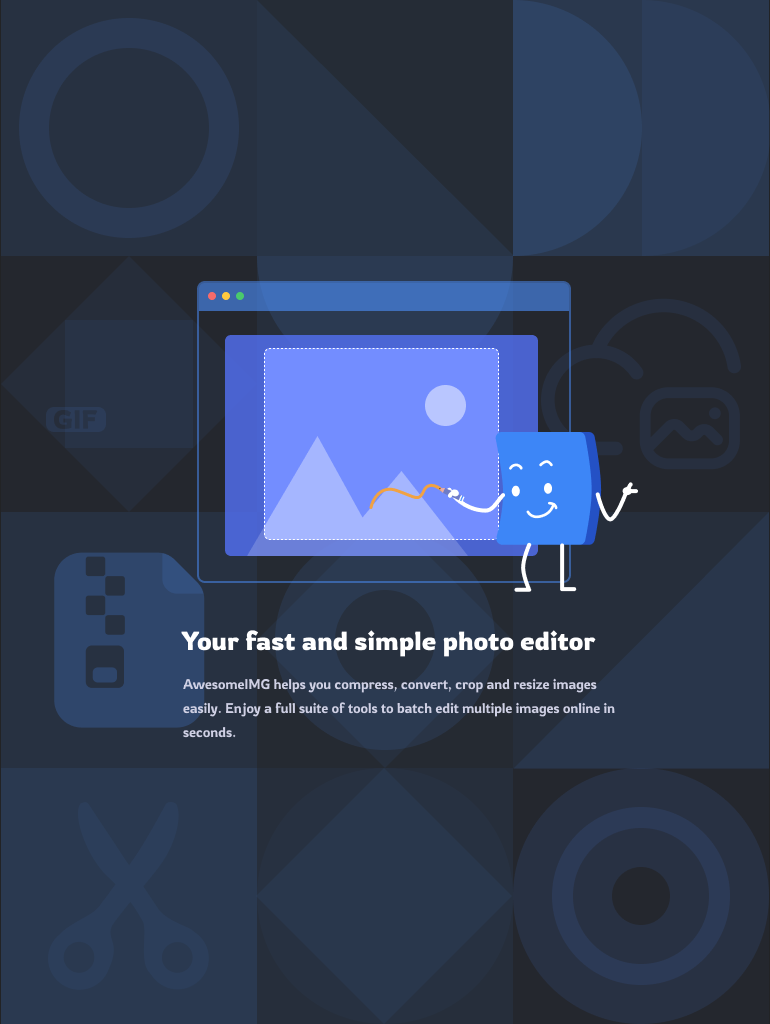 GIF
Your fast and simple photo editor
AwesomeIMG helps you compress, convert, crop and resize images
easily. Enjoy a full suite of tools to batch edit multiple images online in
seconds.